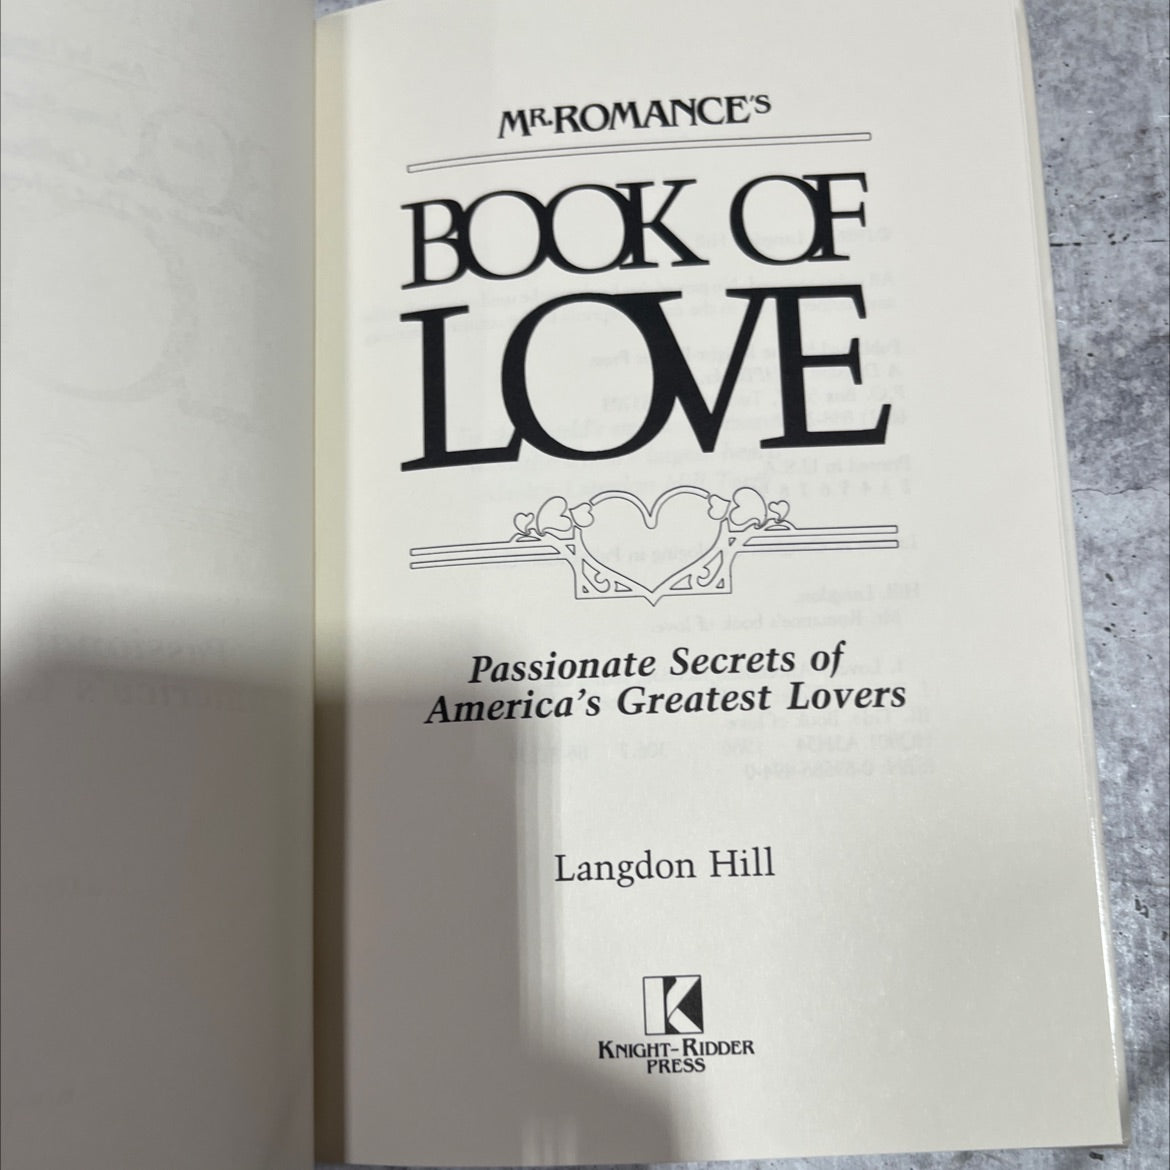 MR. ROMANCE'S
BOOK OF
LOVE
Passionate Secrets of
America's Greatest Lovers
Langdon Hill
K
KNIGHT-RIDDER
PRESS